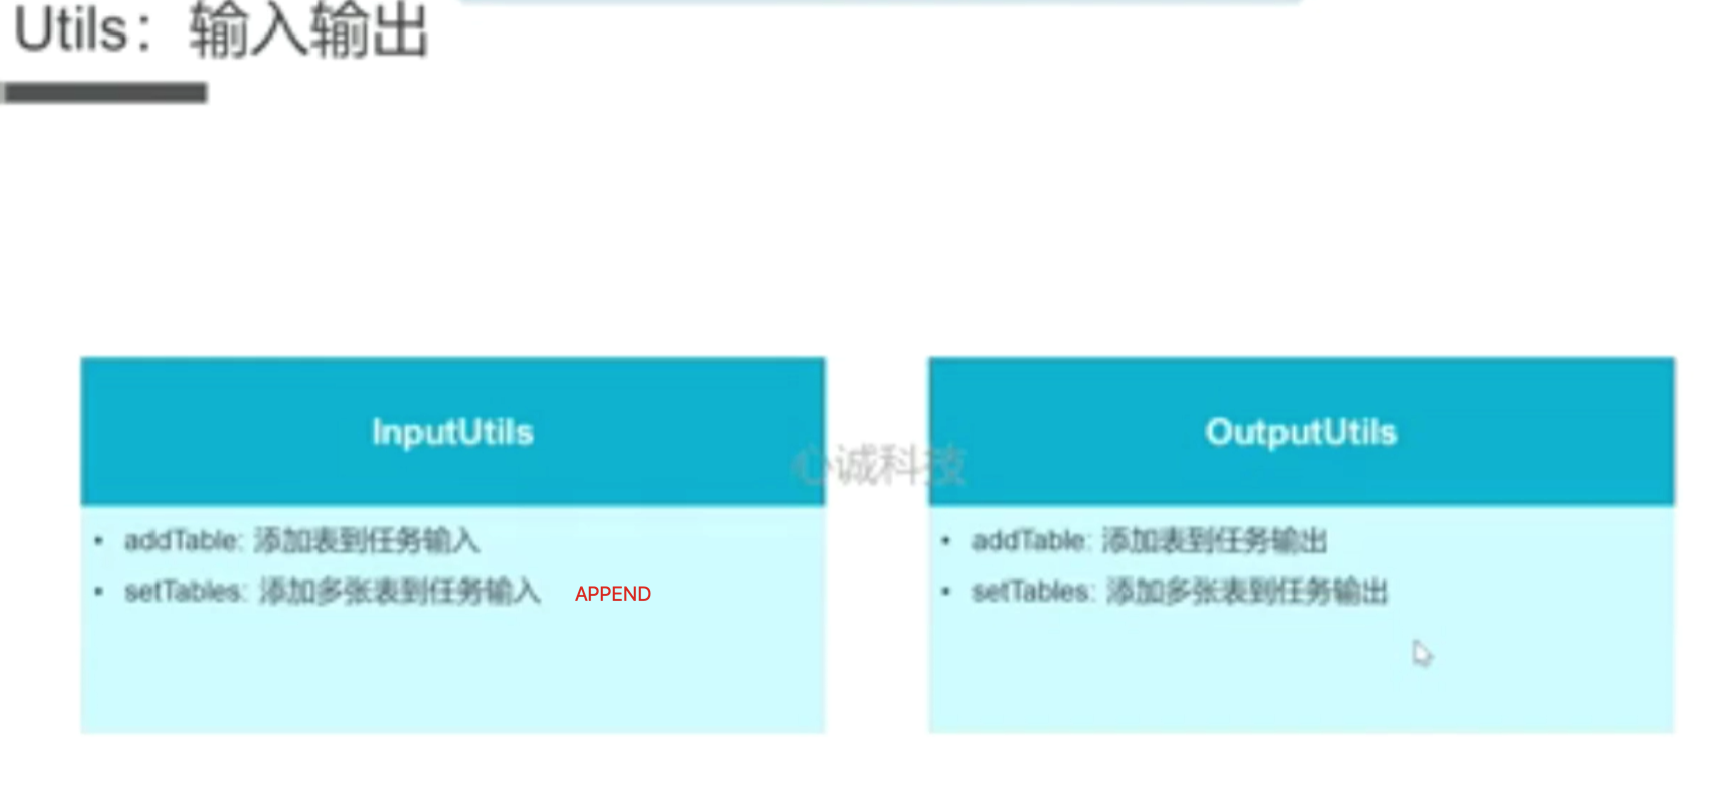 Utils：输入输出
InputUtils
• addTable: 添加表到任务输入
• setTables: 添加多张表到任务输入 APPEND
心诚科技
OutputUtils
• addTable: 添加表到任务输出
• setTables: 添加多张表到任务输出